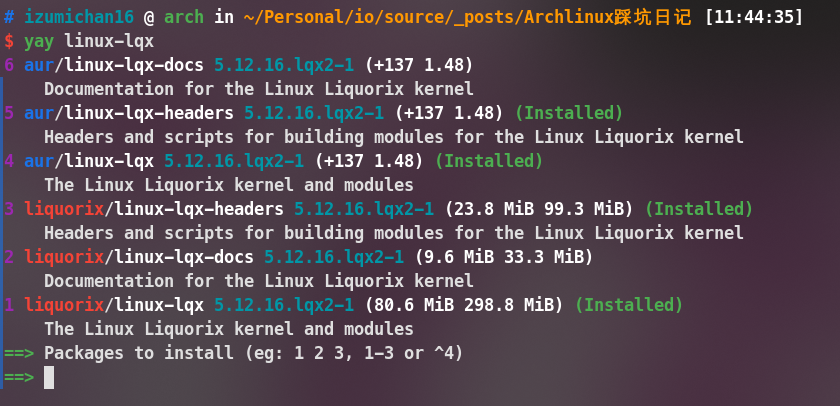 # izumichan16 @ arch in ~/Personal/io/source/_posts/Archlinux踩坑日记 [11:44:35]
$ yay linux-lqx
6 aur/linux-lqx-docs 5.12.16.lqx2-1 (+137 1.48)
Documentation for the Linux Liquorix kernel
5 aur/linux-lqx-headers 5.12.16.lqx2-1 (+137 1.48) (Installed)
Headers and scripts for building modules for the Linux Liquorix kernel
4 aur/linux-lqx 5.12.16.lqx2-1 (+137 1.48) (Installed)
The Linux Liquorix kernel and modules
3 liquorix/linux-lqx-headers 5.12.16.lqx2-1 (23.8 MiB 99.3 MiB) (Installed)
Headers and scripts for building modules for the Linux Liquorix kernel
2 liquorix/linux-lqx-docs 5.12.16.lqx2-1 (9.6 MiB 33.3 MiB)
Documentation for the Linux Liquorix kernel
1 liquorix/linux-lqx 5.12.16.lqx2-1 (80.6 MiB 298.8 MiB) (Installed)
The Linux Liquorix kernel and modules
==> Packages to install (eg: 1 2 3, 1-3 or ^4)
==>